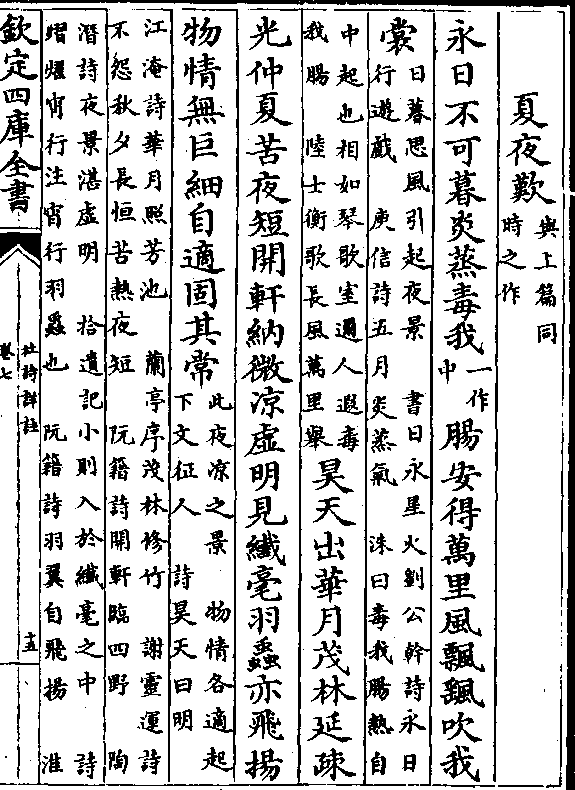 夏夜歎與上篇同
時之作
永日不可暮炎蒸毒我一作
中腸安得萬里風飄飄吹我
裳日暮思風引起夜景 書日永星火劉公幹詩永日
行遊戲 庾信詩五月炎蒸氣 洙曰毒我腸熱自
中起也相如琴歌室邇人遐毒
我腸 陸士衡歌長風萬里舉昊天出華月茂林延疎
光仲夏苦夜短開軒納微凉虛明見纖毫羽蟲亦飛揚
物情無巨細自適固其常此夜凉之景 物情各適起
下文征人 詩昊天曰明
江淹詩華月照芳池 蘭亭序茂林修竹 謝靈運詩
不怨秋夕長恒苦熱夜短 阮籍詩開軒臨四野 陶
潛詩夜景湛虛明 拾遺記小則入於纖毫之中 詩
熠燿宵行注宵行羽蟲也 阮籍詩羽翼自飛揚 淮
欽定四庫全書
杜詩詳註
卷七
十五